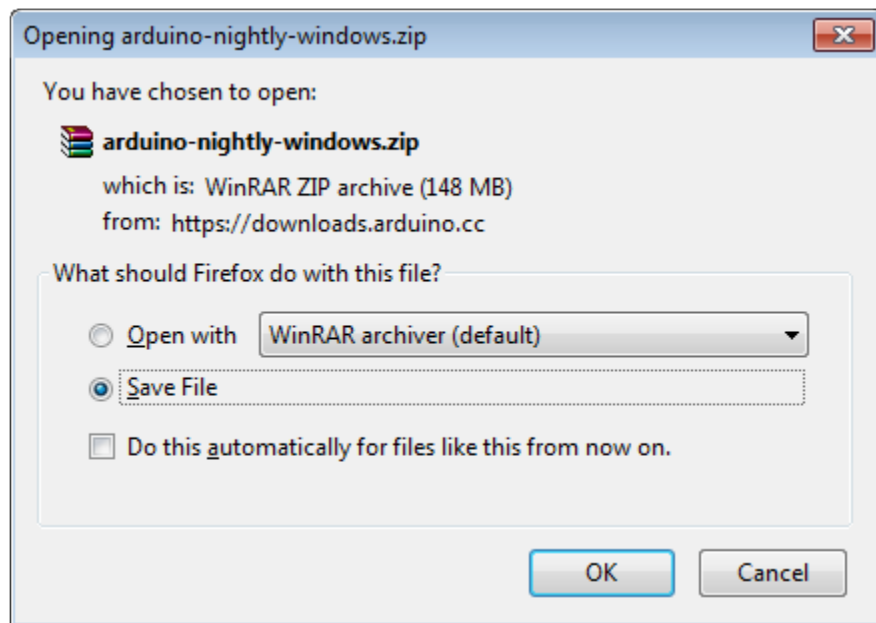 Opening arduino-nightly-windows.zip
You have chosen to open:
arduino-nightly-windows.zip
which is: WinRAR ZIP archive (148 MB)
from: https://downloads.arduino.cc
What should Firefox do with this file?
Open with WinRAR archiver (default)
Save File
Do this automatically for files like this from now on.
OK Cancel